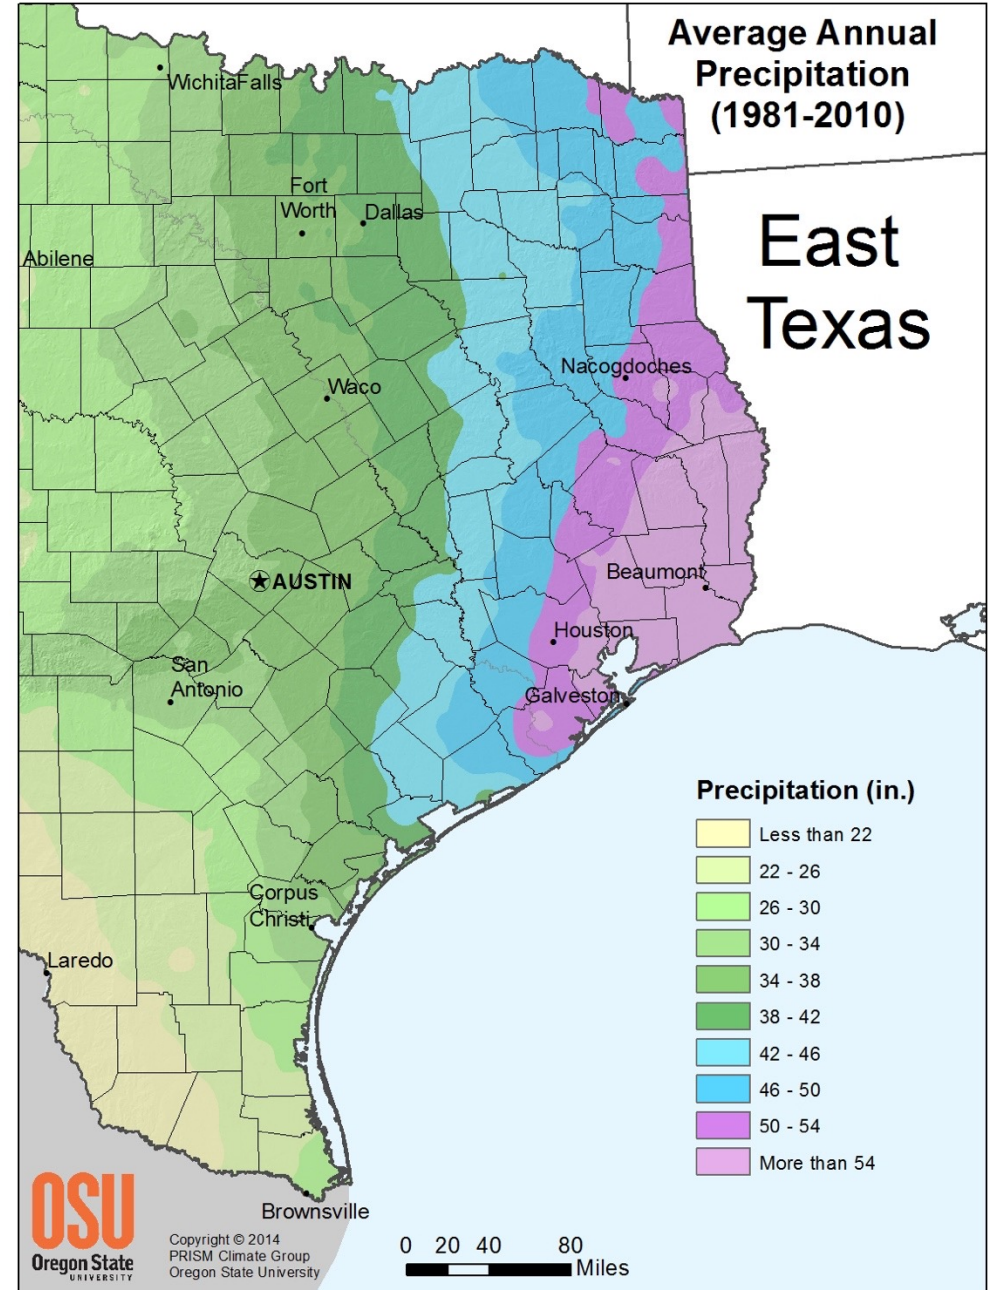 Average Annual
Precipitation
(1981-2010)
East
Texas
WichitaFalls
Fort
Worth
Dallas
Abilene
Nacogdoches
Waco
Beaumont
AUSTIN
Houston
San
Antonio
Galveston
Corpus
Christi
Laredo
Brownsville
Precipitation (in.)
Less than 22
22 - 26
26 - 30
30 - 34
34 - 38
38 - 42
42 - 46
46 - 50
50 - 54
More than 54
OSU
Oregon State
UNIVERSITY
Copyright © 2014
PRISM Climate Group
Oregon State University
0 20 40 80
Miles